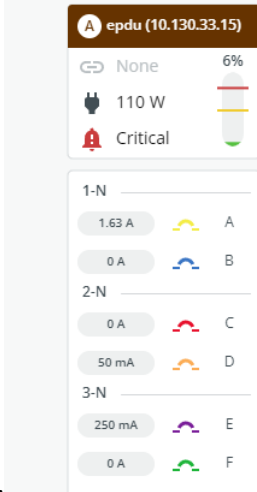 A epdu (10.130.33.15)
None 6%
110 W
Critical
1-N
1.63 A A
0 A B
2-N
0 A C
50 mA D
3-N
250 mA E
0 A F